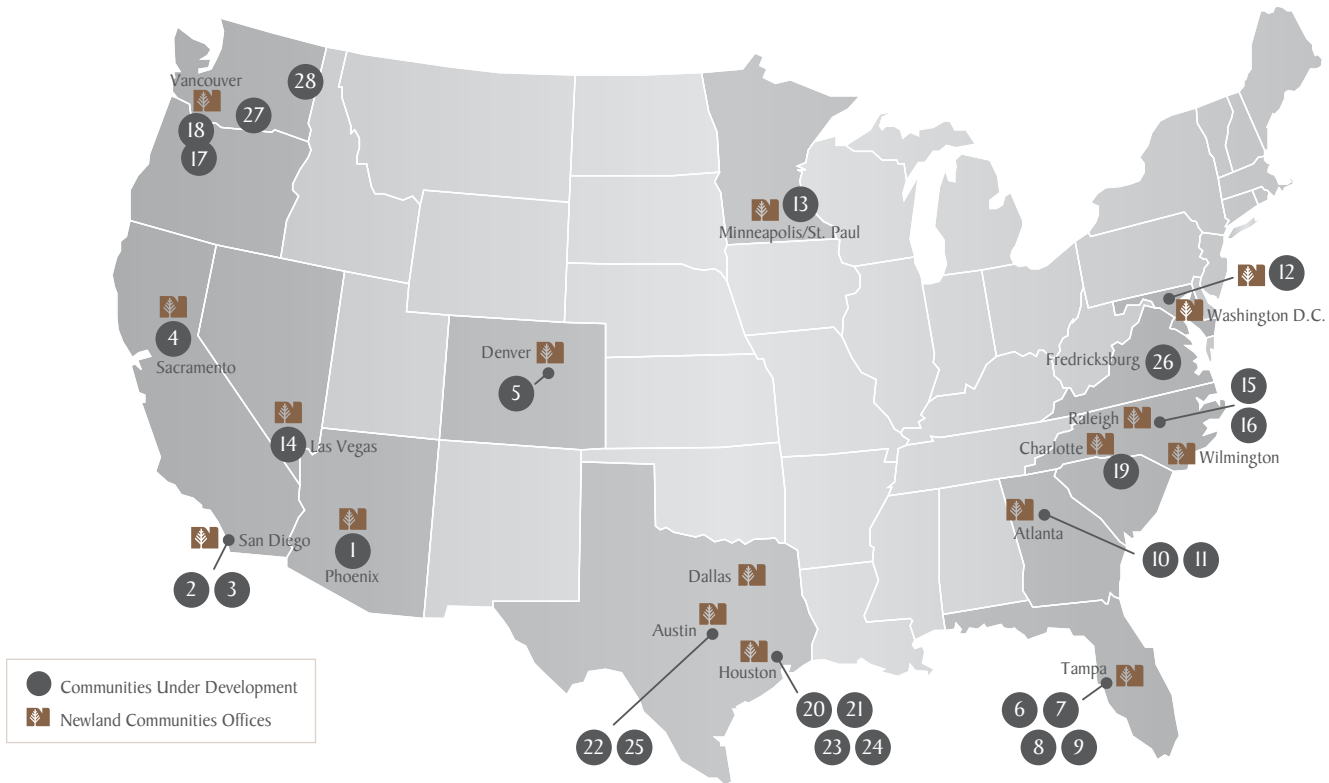 Vancouver
28
27
18
17
13
Minneapolis/St. Paul
12
Washington D.C.
4
Sacramento
Denver
5
Fredricksburg
26
15
Raleigh
16
14
Las Vegas
Charlotte
19
Wilmington
San Diego
2
3
1
Phoenix
Atlanta
10
11
Dallas
Austin
Houston
20
21
22
25
23
24
Tampa
6
7
8
9
Communities Under Development
Newland Communities Offices